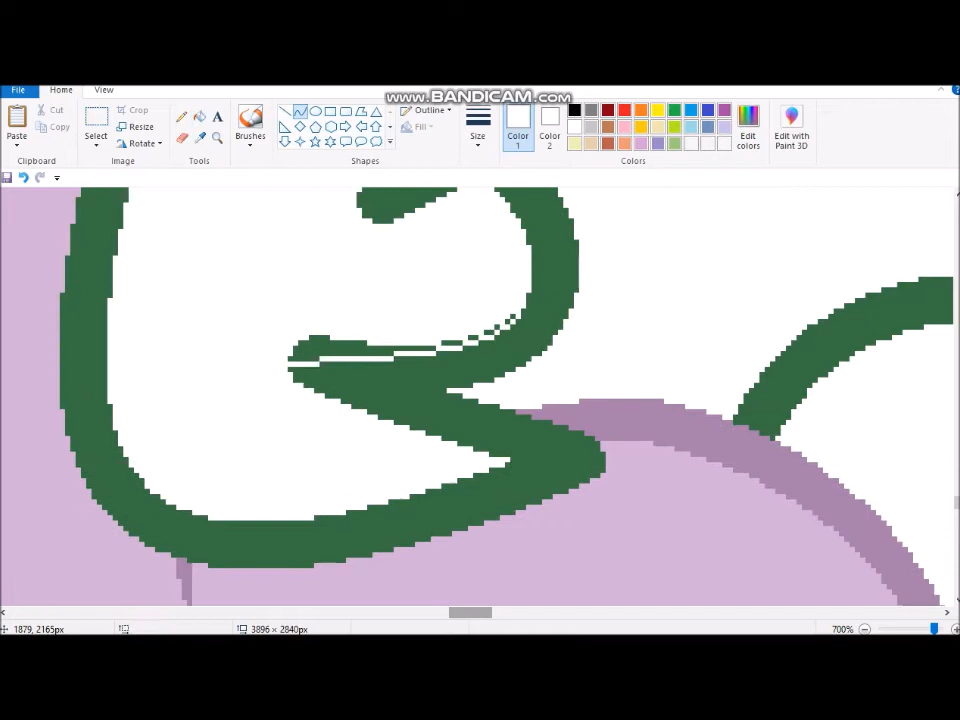 www.BANDICAM.com
File Home View
Paste
Cut
Copy
Clipboard
Select
Crop
Resize
Rotate
Image
A
Tools
Brushes
Shapes
Outline
Fill
Size
Color 1
Color 2
Edit colors
Colors
Edit with Paint 3D
1879, 2165px
3896 × 2840px
700%